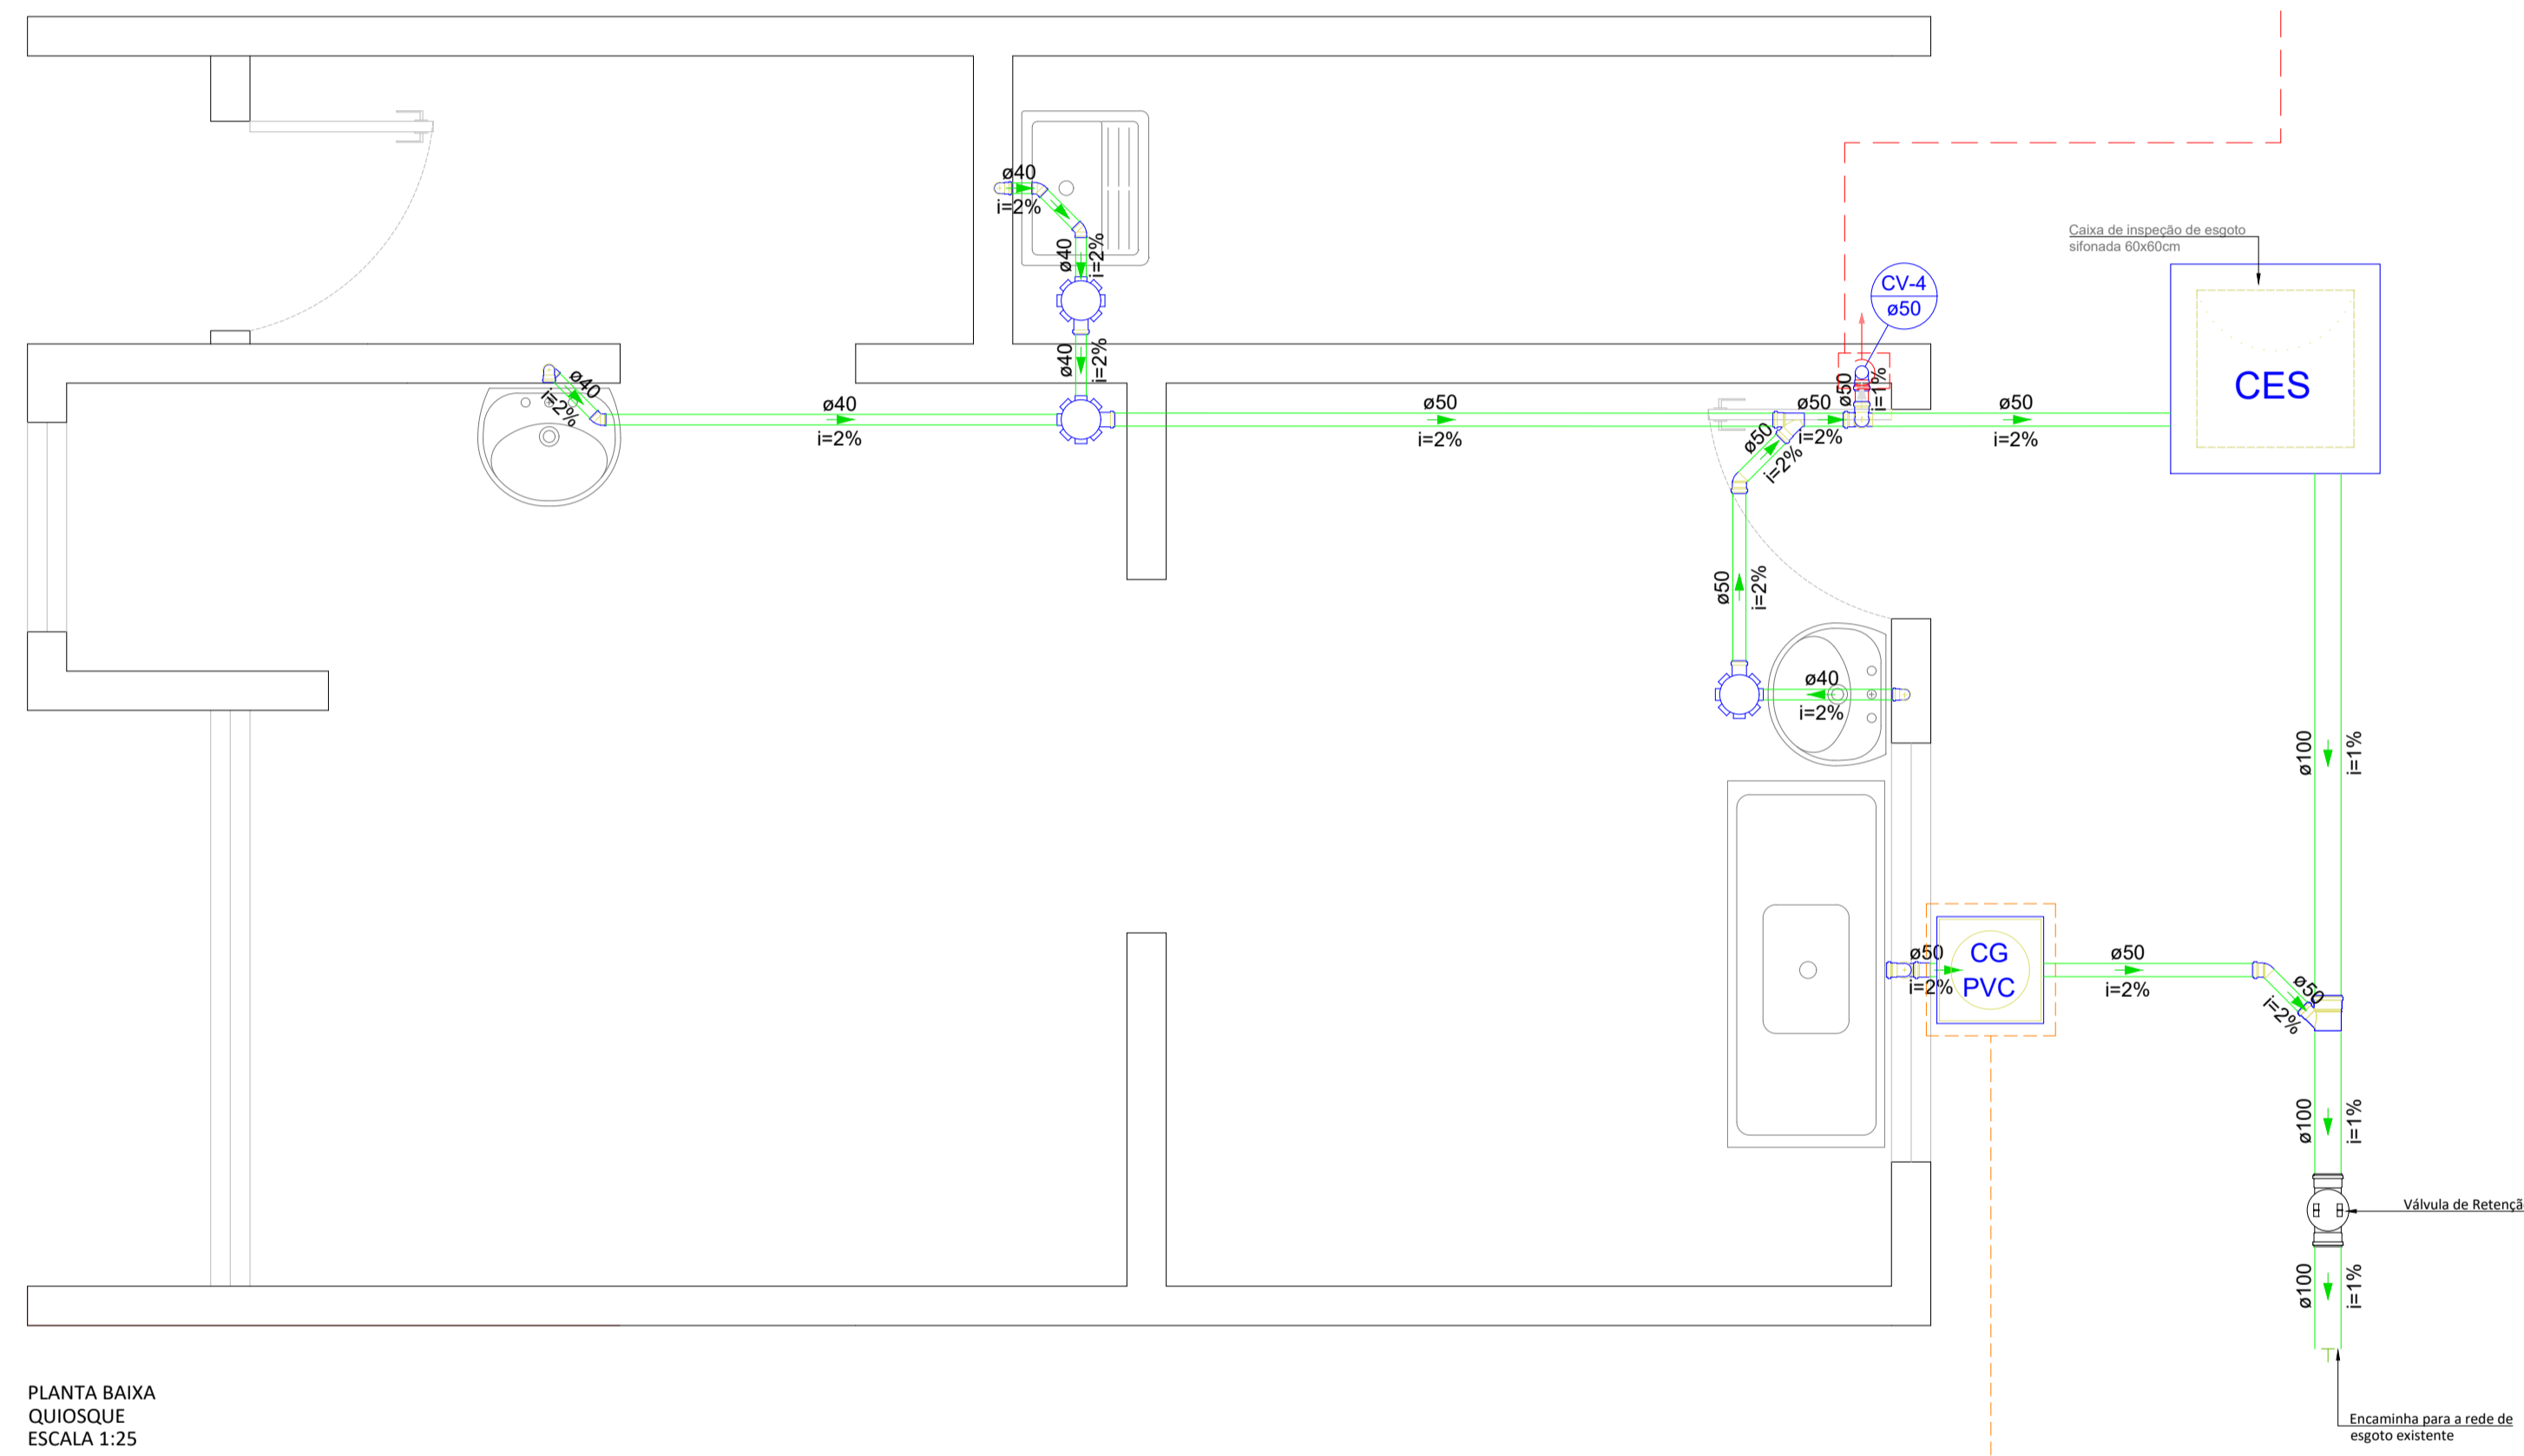 ø40
i=2%
ø40
i=2%
ø40
i=2%
Caixa de inspeção de esgoto
sifonada 60x60cm
CV-4
ø50
CES
ø40
i=2%
ø40
i=2%
ø50
i=2%
ø50
i=2%
ø50
i=1%
ø50
i=2%
ø50
i=2%
ø50
i=2%
ø40
i=2%
ø100
i=1%
ø50
i=2%
CG
PVC
ø50
i=2%
ø50
i=2%
ø100
i=1%
Válvula de Retençã
ø100
i=1%
PLANTA BAIXA
QUIOSQUE
ESCALA 1:25
Encaminha para a rede de
esgoto existente